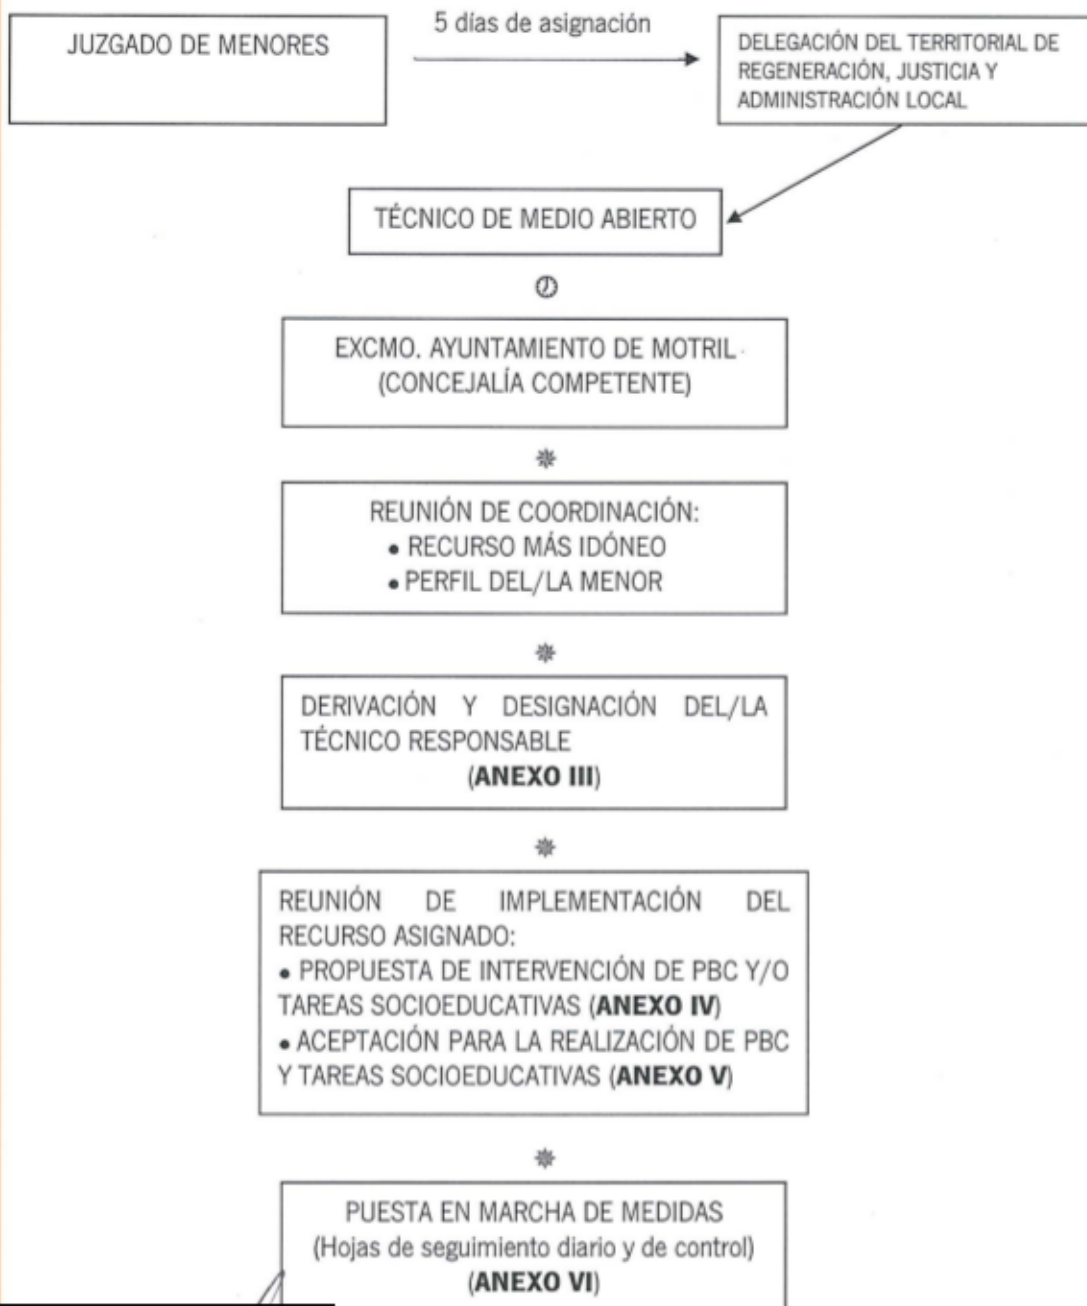 JUZGADO DE MENORES
5 días de asignación
DELEGACIÓN DEL TERRITORIAL DE
REGENERACIÓN, JUSTICIA Y
ADMINISTRACIÓN LOCAL
TÉCNICO DE MEDIO ABIERTO
EXCMO. AYUNTAMIENTO DE MOTRIL
(CONCEJALÍA COMPETENTE)
REUNIÓN DE COORDINACIÓN:
• RECURSO MÁS IDÓNEO
• PERFIL DEL/LA MENOR
DERIVACIÓN Y DESIGNACIÓN DEL/LA
TÉCNICO RESPONSABLE
(ANEXO III)
REUNIÓN DE IMPLEMENTACIÓN DEL
RECURSO ASIGNADO:
• PROPUESTA DE INTERVENCIÓN DE PBC Y/O
TAREAS SOCIOEDUCATIVAS (ANEXO IV)
• ACEPTACIÓN PARA LA REALIZACIÓN DE PBC
Y TAREAS SOCIOEDUCATIVAS (ANEXO V)
PUESTA EN MARCHA DE MEDIDAS
(Hojas de seguimiento diario y de control)
(ANEXO VI)